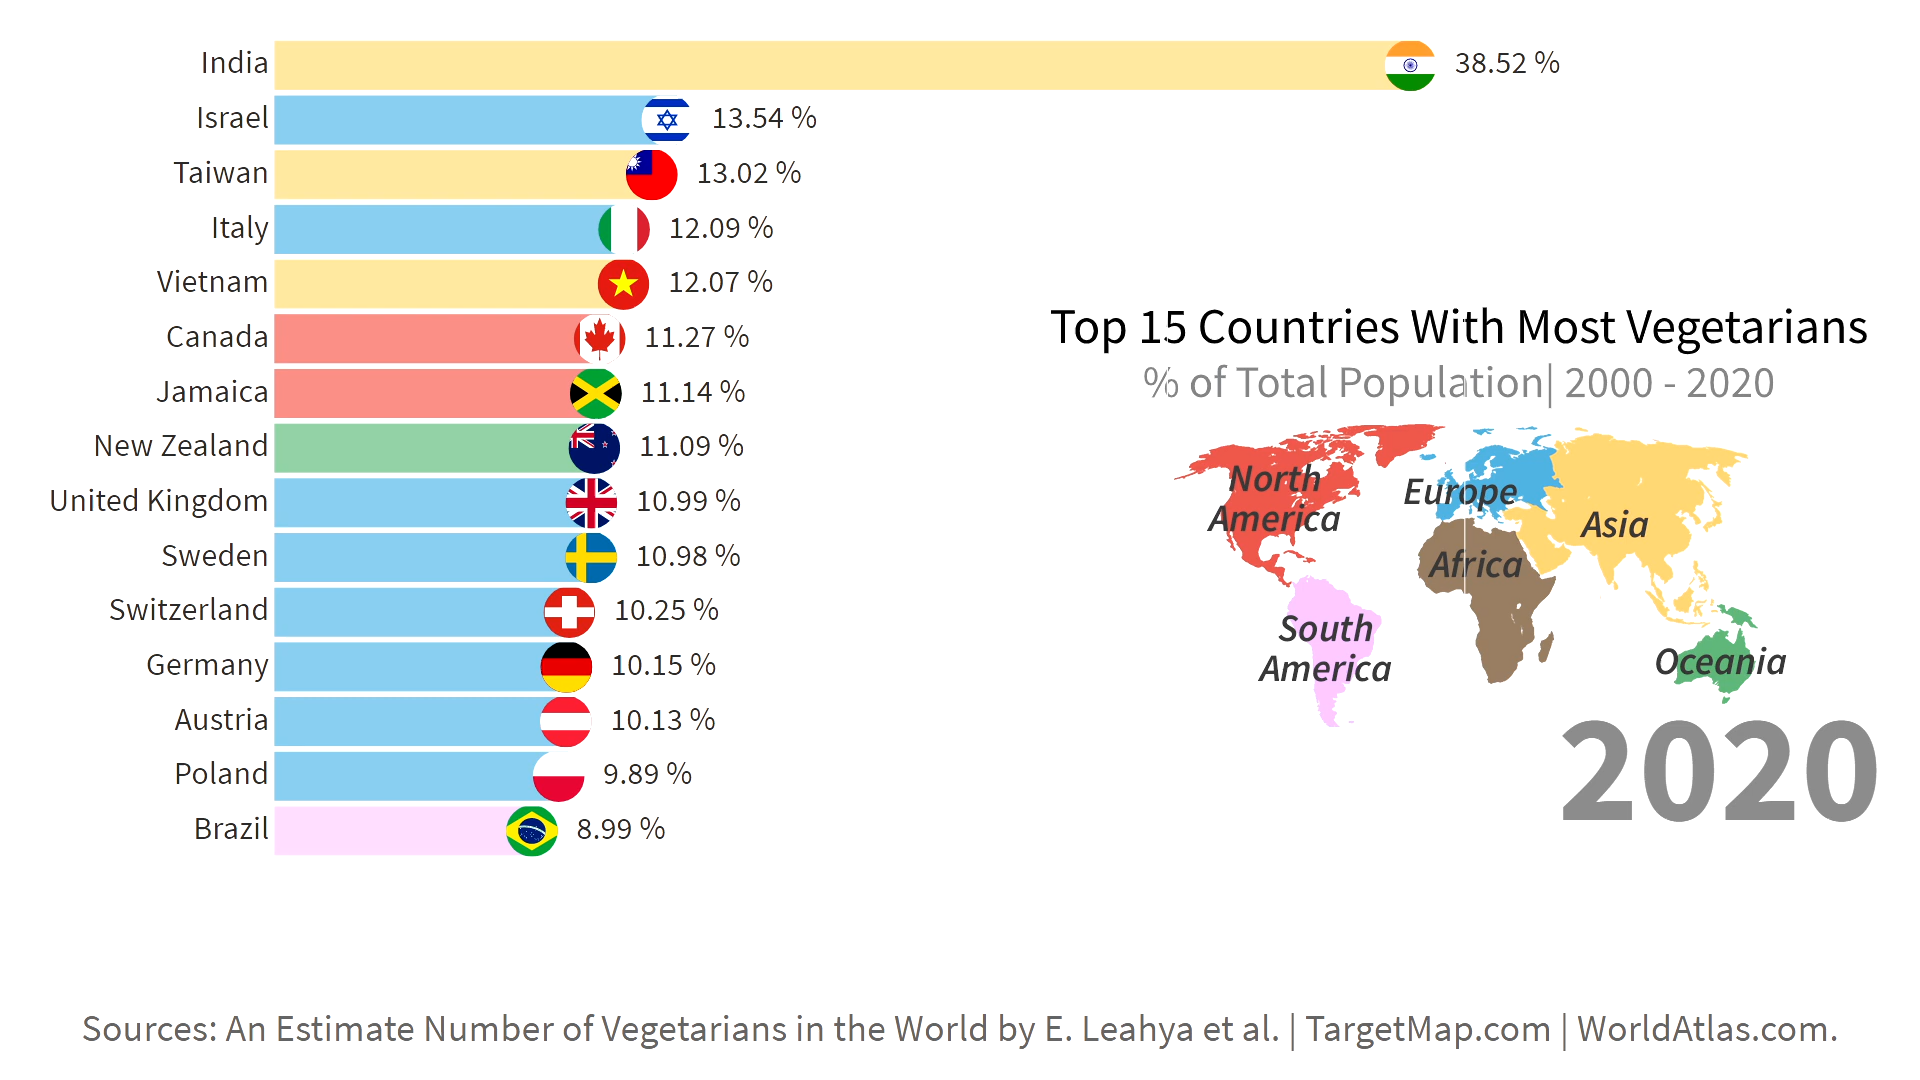 India 38.52 %
Israel 13.54 %
Taiwan 13.02 %
Italy 12.09 %
Vietnam 12.07 %
Canada 11.27 %
Jamaica 11.14 %
New Zealand 11.09 %
United Kingdom 10.99 %
Sweden 10.98 %
Switzerland 10.25 %
Germany 10.15 %
Austria 10.13 %
Poland 9.89 %
Brazil 8.99 %
Top 15 Countries With Most Vegetarians
% of Total Population| 2000 - 2020
North
America
Europe
Asia
Africa
South
America
Oceania
2020
Sources: An Estimate Number of Vegetarians in the World by E. Leahya et al. | TargetMap.com | WorldAtlas.com.